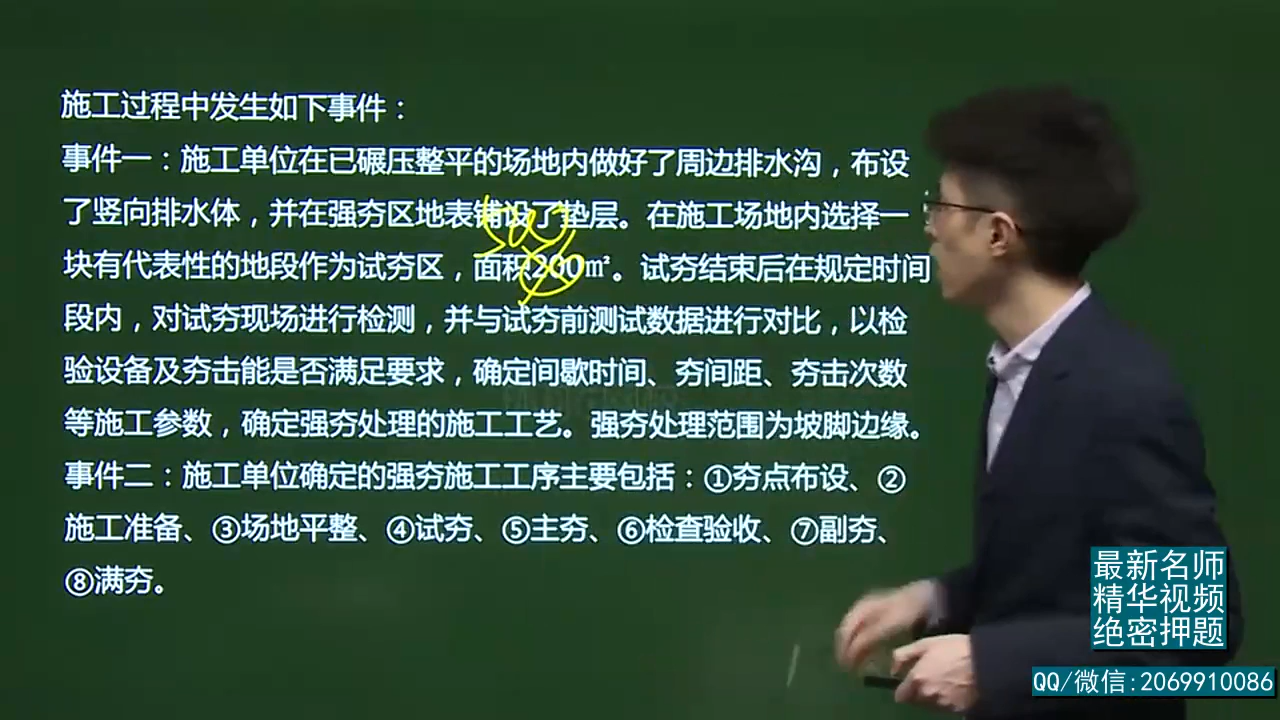 施工过程中发生如下事件：
事件一：施工单位在已碾压整平的场地内做好了周边排水沟，布设
了竖向排水体，并在强夯区地表铺设了垫层。在施工场地内选择一
块有代表性的地段作为试夯区，面积200㎡。试夯结束后在规定时间
段内，对试夯现场进行检测，并与试夯前测试数据进行对比，以检
验设备及夯击能是否满足要求，确定间歇时间、夯间距、夯击次数
等施工参数，确定强夯处理的施工工艺。强夯处理范围为坡脚边缘。
事件二：施工单位确定的强夯施工工序主要包括：①夯点布设、②
施工准备、③场地平整、④试夯、⑤主夯、⑥检查验收、⑦副夯、
⑧满夯。
最新名师
精华视频
绝密押题
QQ/微信:2069910086